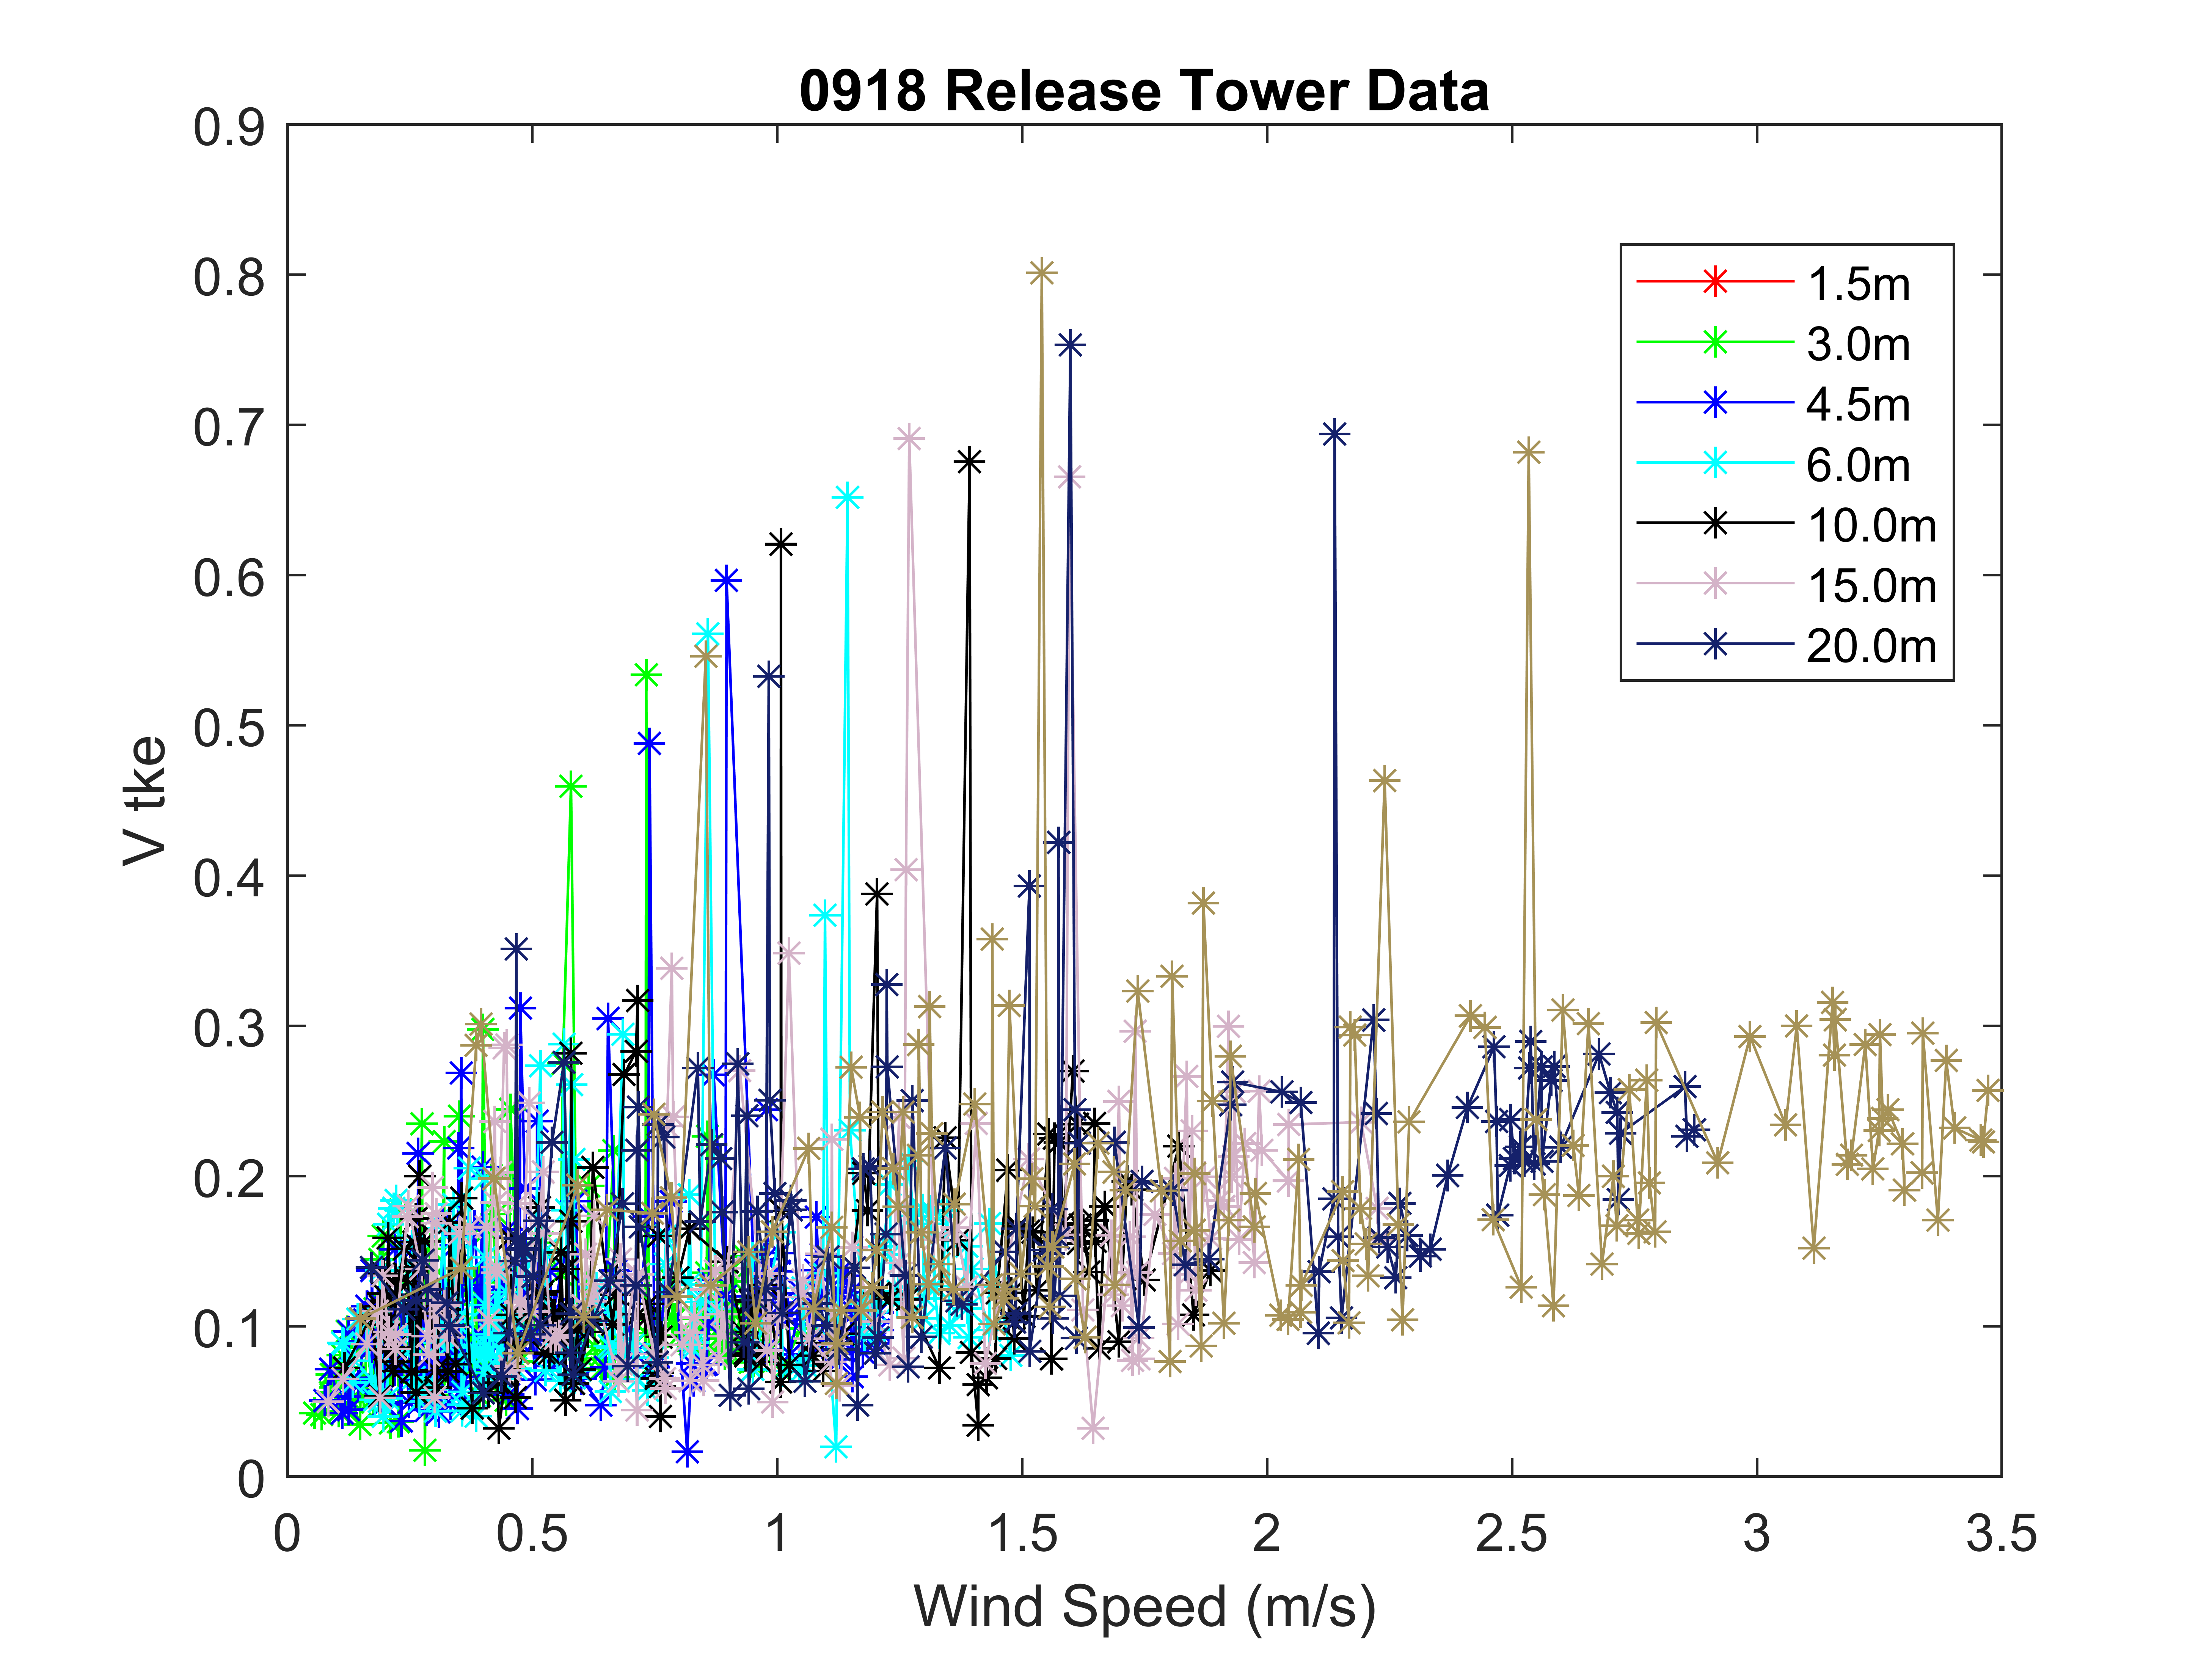 0918 Release Tower Data
0.9
0.8
0.7
0.6
0.5
0.4
0.3
0.2
0.1
0
V tke
1.5m
3.0m
4.5m
6.0m
10.0m
15.0m
20.0m
0 0.5 1 1.5 2 2.5 3 3.5
Wind Speed (m/s)